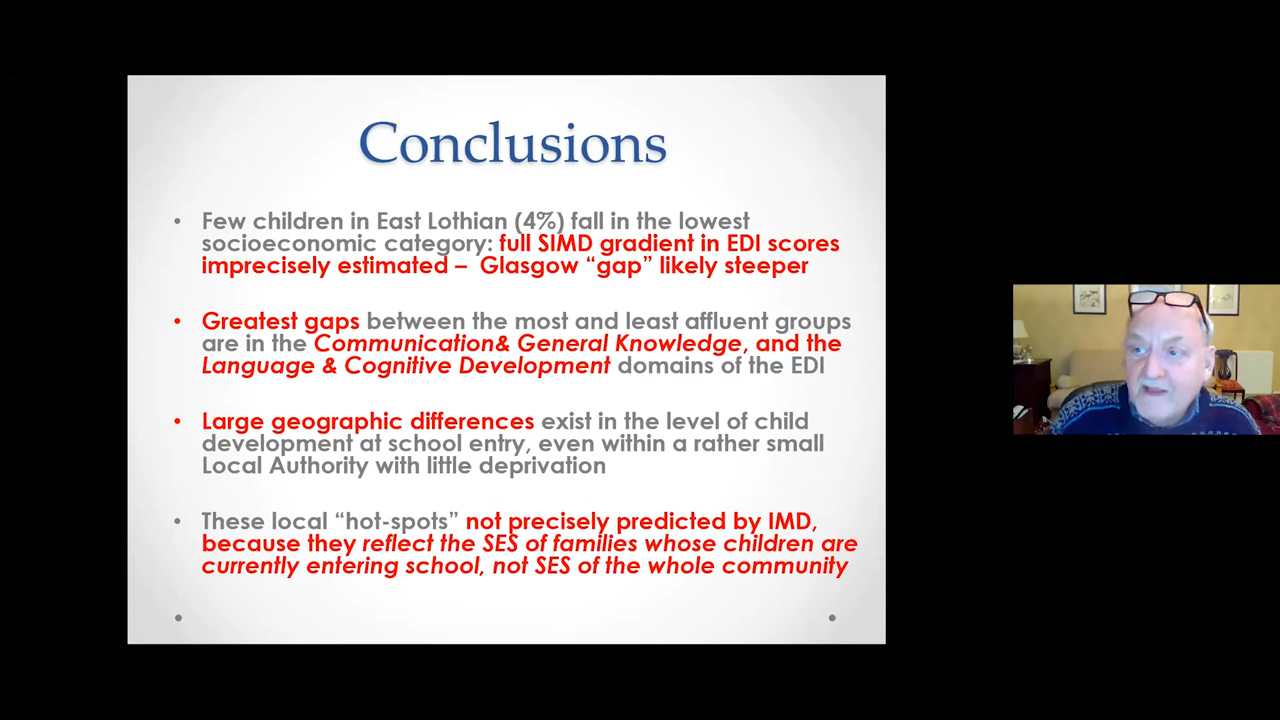 Conclusions
• Few children in East Lothian (4%) fall in the lowest
socioeconomic category: full SIMD gradient in EDI scores
imprecisely estimated – Glasgow “gap” likely steeper
• Greatest gaps between the most and least affluent groups
are in the Communication& General Knowledge, and the
Language & Cognitive Development domains of the EDI
• Large geographic differences exist in the level of child
development at school entry, even within a rather small
Local Authority with little deprivation
• These local “hot-spots” not precisely predicted by IMD,
because they reflect the SES of families whose children are
currently entering school, not SES of the whole community